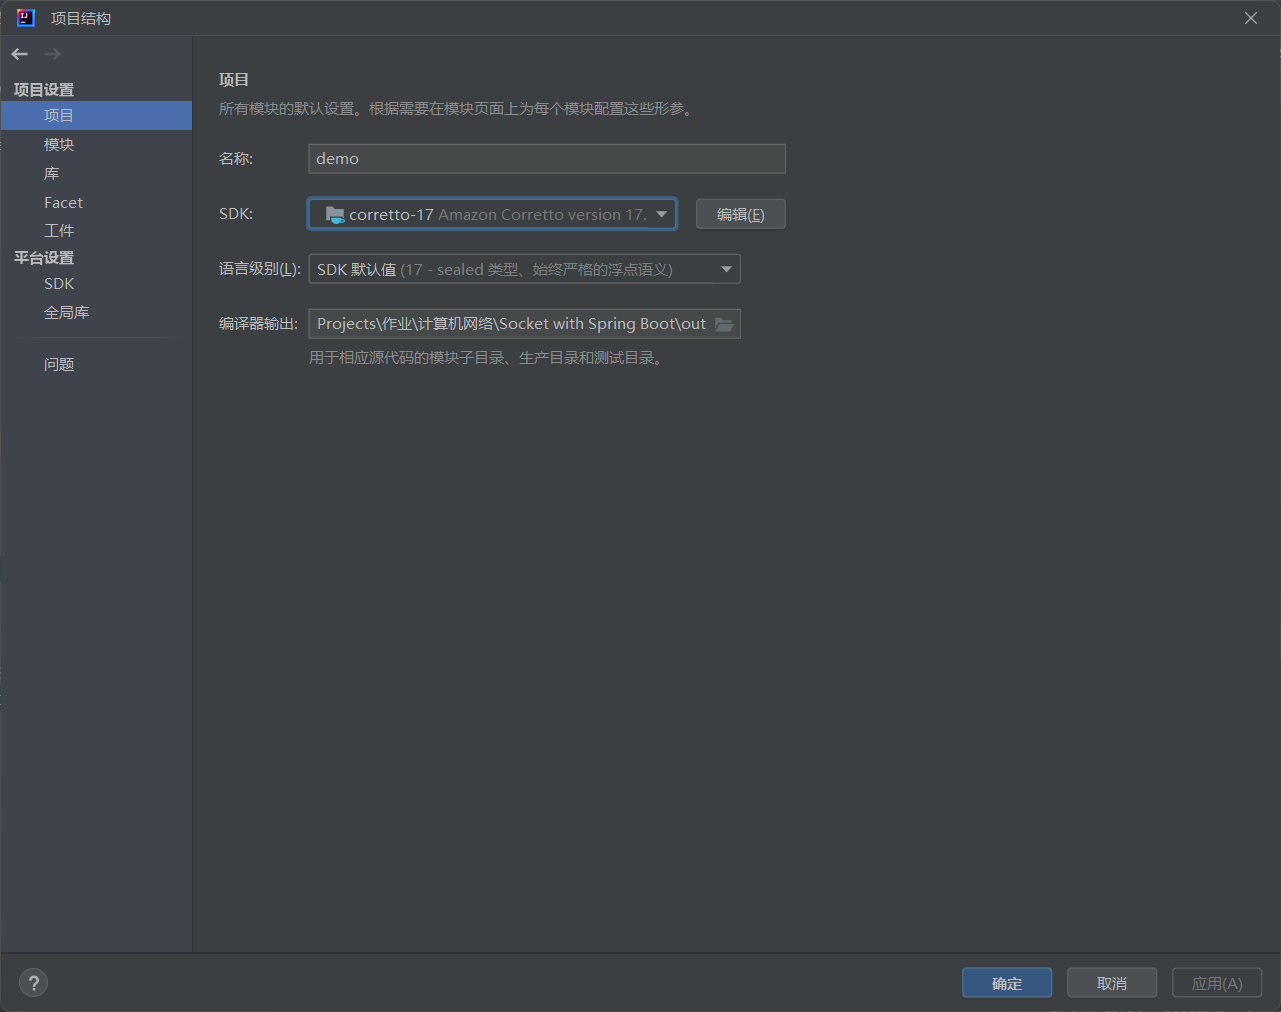 项目结构
项目设置
项目
模块
库
Facet
工件
平台设置
SDK
全局库
问题
项目
所有模块的默认设置。根据需要在模块页面上为每个模块配置这些形参。
名称: demo
SDK: corretto-17 Amazon Corretto version 17. 编辑(E)
语言级别(L): SDK 默认值 (17 - sealed 类型、始终严格的浮点语义)
编译器输出: Projects\作业\计算机网络\Socket with Spring Boot\out
用于相应源代码的模块子目录、生产目录和测试目录。
? 确定 取消 应用(A)